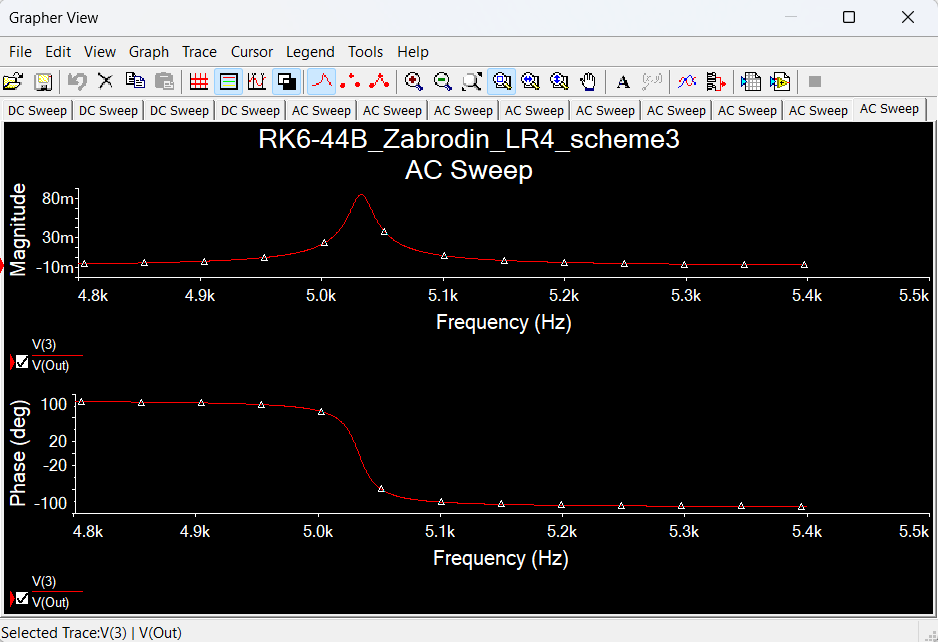 Grapher View
File Edit View Graph Trace Cursor Legend Tools Help
A
DC Sweep DC Sweep DC Sweep DC Sweep AC Sweep AC Sweep AC Sweep AC Sweep AC Sweep AC Sweep AC Sweep AC Sweep AC Sweep
RK6-44B_Zabrodin_LR4_scheme3
AC Sweep
Magnitude
80m
30m
-10m
4.8k 4.9k 5.0k 5.1k 5.2k 5.3k 5.4k 5.5k
Frequency (Hz)
V(3)
V(Out)
Phase (deg)
100
20
-20
-100
4.8k 4.9k 5.0k 5.1k 5.2k 5.3k 5.4k 5.5k
Frequency (Hz)
V(3)
V(Out)
Selected Trace:V(3) | V(Out)